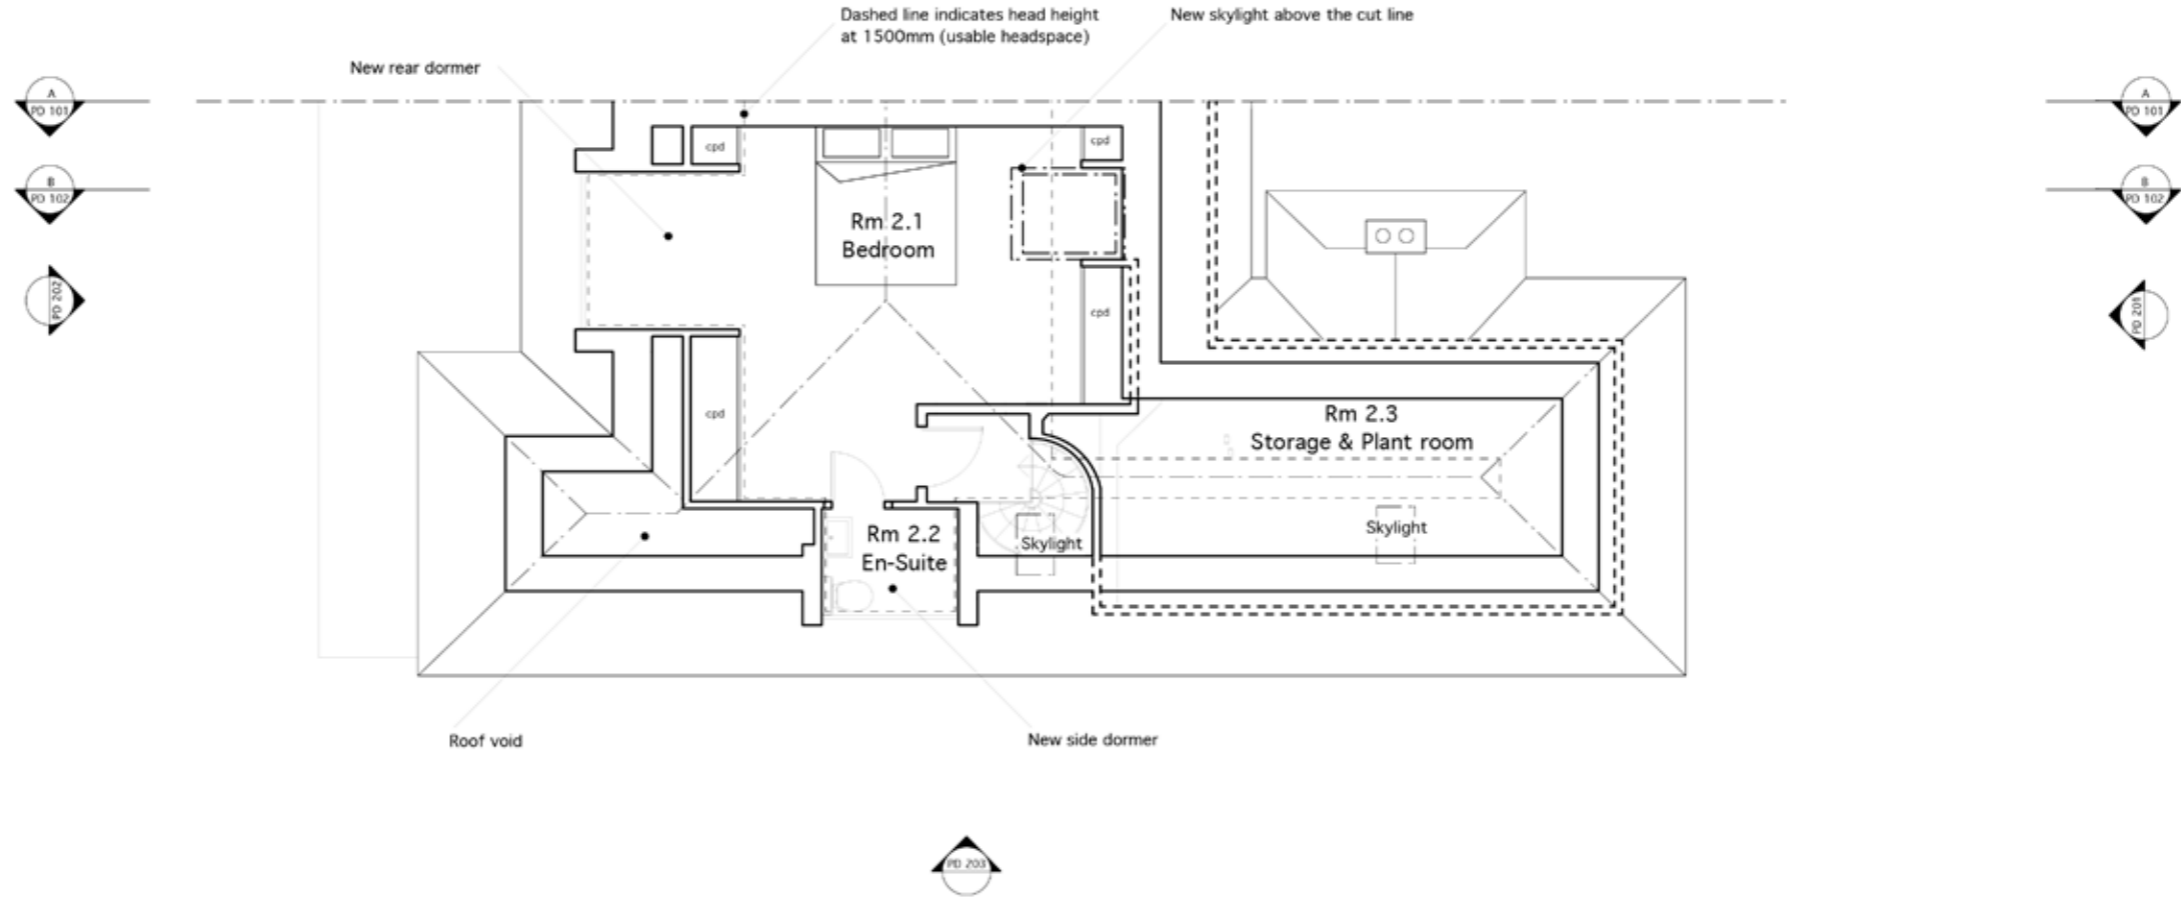 Dashed line indicates head height
at 1500mm (usable headspace)
New skylight above the cut line
New rear dormer
A
PD 101
A
PD 101
cpd
cpd
B
PD 102
B
PD 102
Rm 2.1
Bedroom
PD 202
PD 201
cpd
cpd
Rm 2.3
Storage & Plant room
Rm 2.2
En-Suite
Skylight
Skylight
Roof void
New side dormer
PD 203